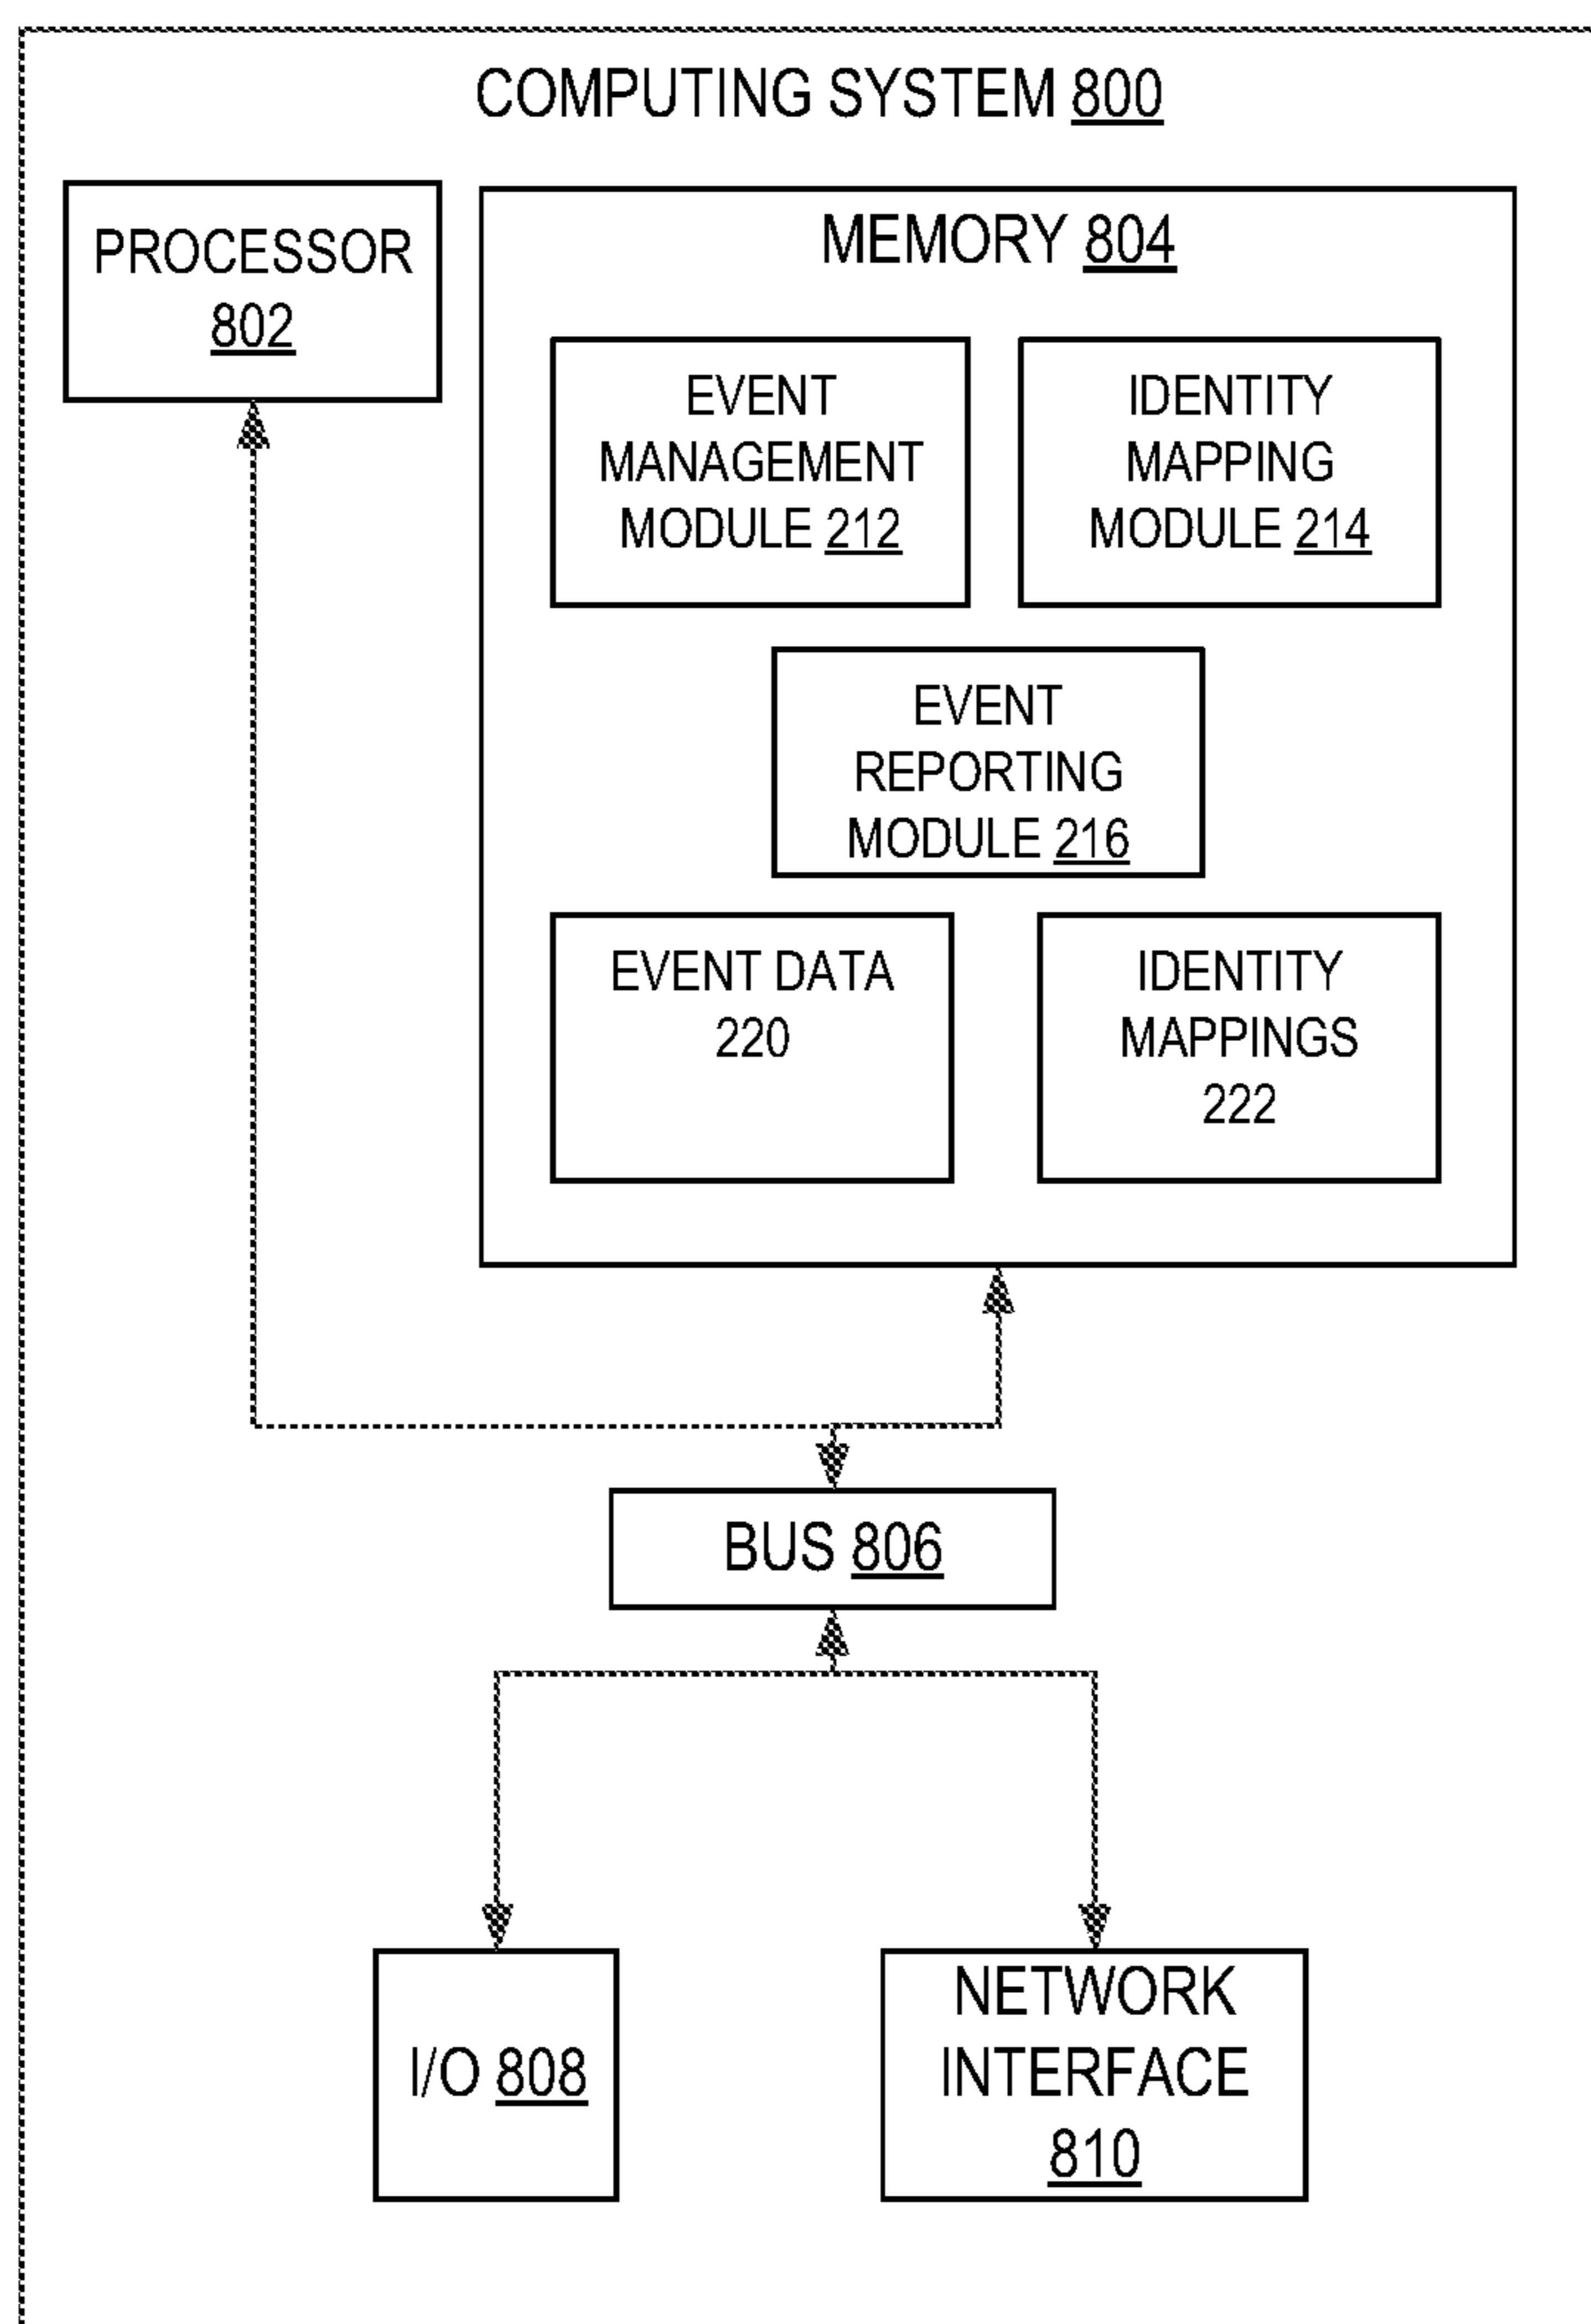 COMPUTING SYSTEM 800
PROCESSOR
802
MEMORY 804
EVENT
MANAGEMENT
MODULE 212
IDENTITY
MAPPING
MODULE 214
EVENT
REPORTING
MODULE 216
EVENT DATA
220
IDENTITY
MAPPINGS
222
BUS 806
I/O 808
NETWORK
INTERFACE
810